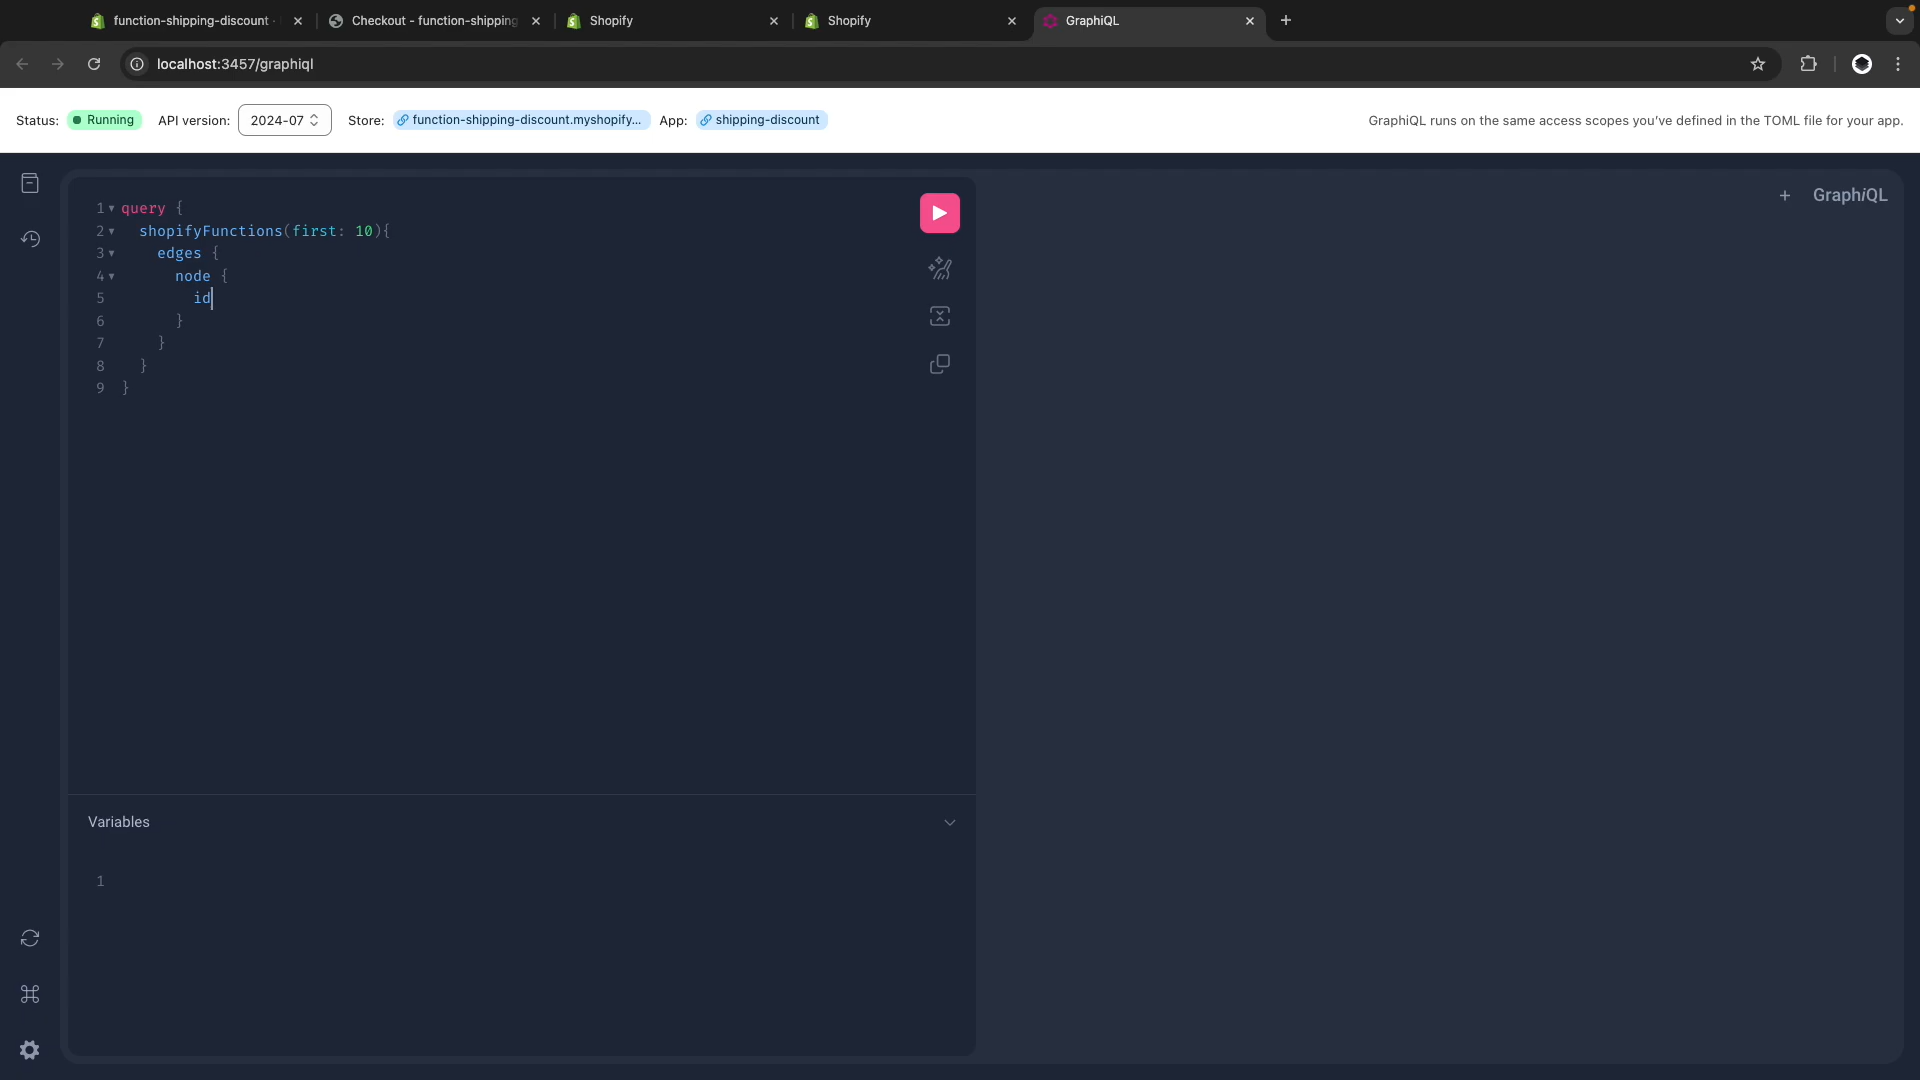 function-shipping-discount ·
Checkout - function-shipping
Shopify
Shopify
GraphiQL
localhost:3457/graphiql
Status: Running API version: 2024-07 Store: function-shipping-discount.myshopify... App: shipping-discount
GraphiQL runs on the same access scopes you've defined in the TOML file for your app.
GraphiQL
1 query {
2 shopifyFunctions(first: 10){
3 edges {
4 node {
5 id
6 }
7 }
8 }
9 }
Variables
1